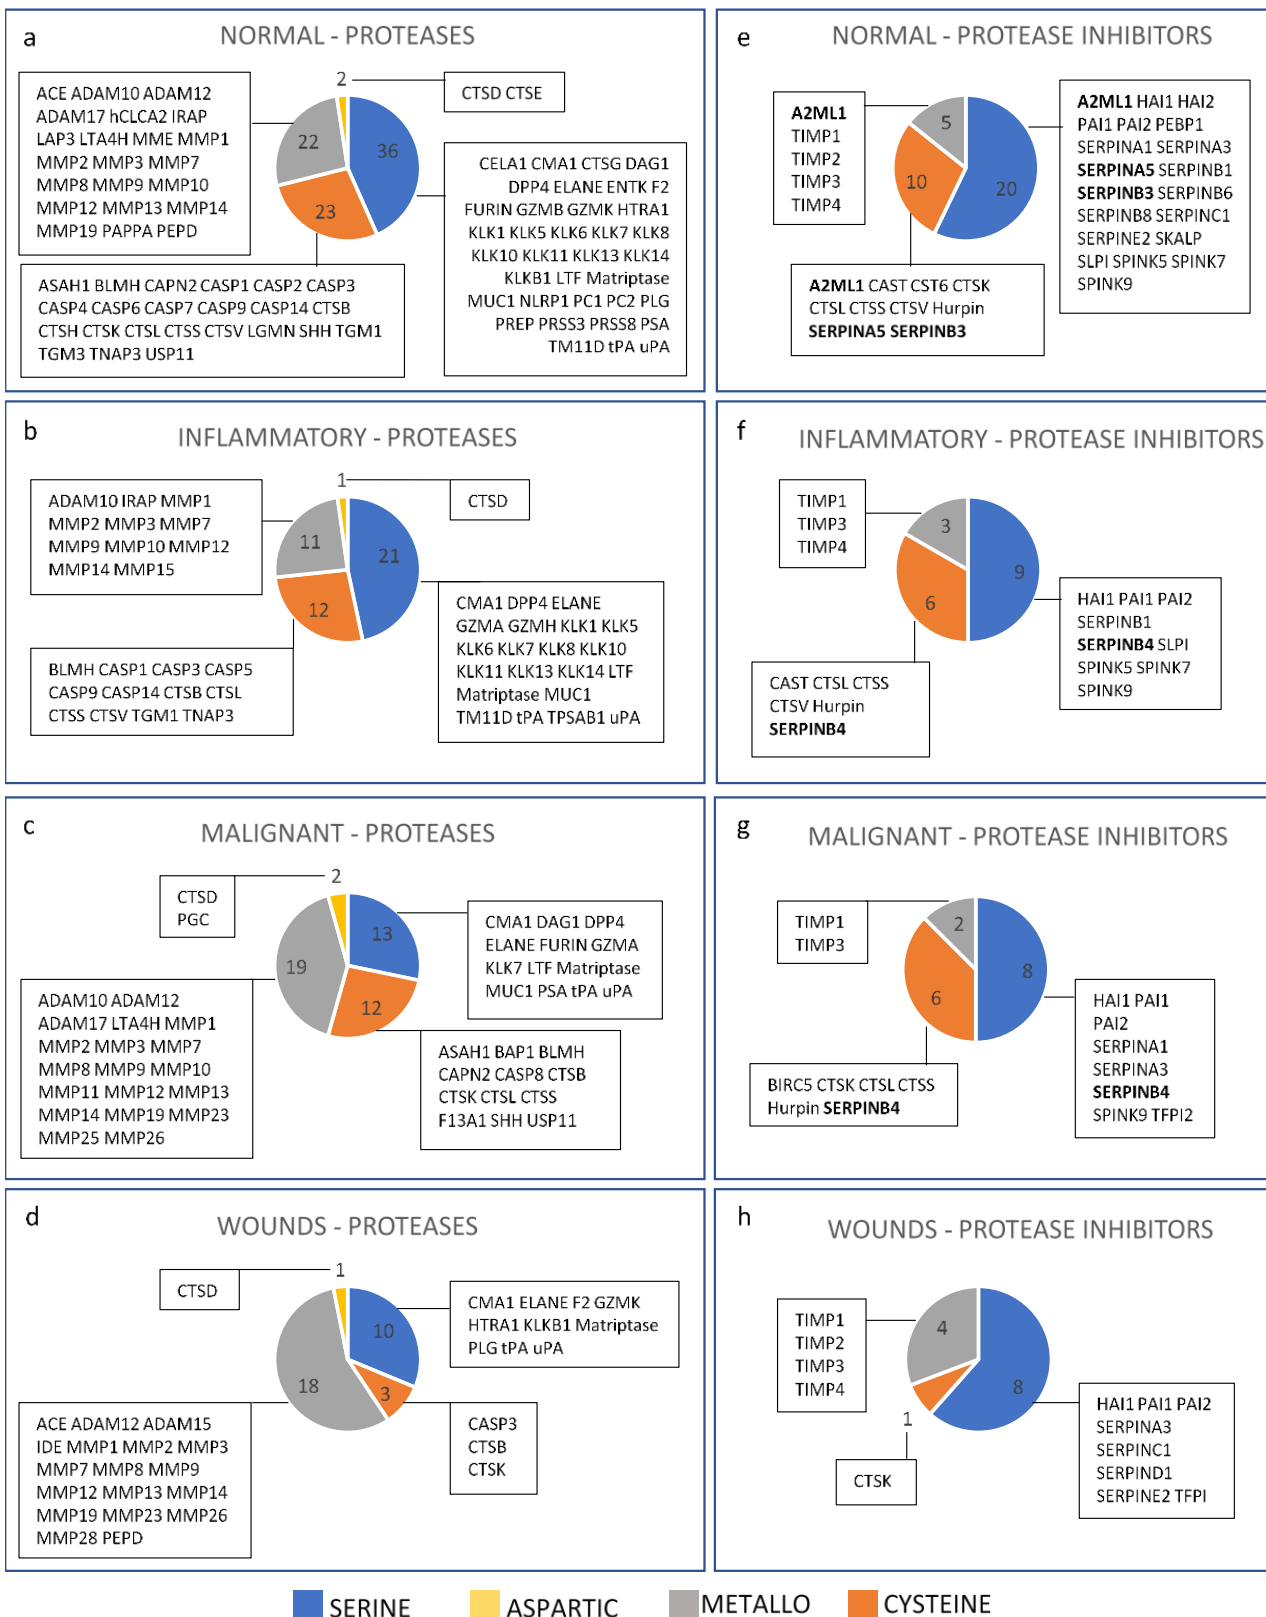 a
NORMAL - PROTEASES
2
36
22
23
ACE ADAM10 ADAM12
ADAM17 hCLCA2 IRAP
LAP3 LTA4H MME MMP1
MMP2 MMP3 MMP7
MMP8 MMP9 MMP10
MMP12 MMP13 MMP14
MMP19 PAPPA PEPD
CTSD CTSE
CELA1 CMA1 CTSG DAG1
DPP4 ELANE ENTK F2
FURIN GZMB GZMK HTRA1
KLK1 KLK5 KLK6 KLK7 KLK8
KLK10 KLK11 KLK13 KLK14
KLKB1 LTF Matriptase
MUC1 NLRP1 PC1 PC2 PLG
PREP PRSS3 PRSS8 PSA
TM11D tPA uPA
ASAH1 BLMH CAPN2 CASP1 CASP2 CASP3
CASP4 CASP6 CASP7 CASP9 CASP14 CTSB
CTSH CTSK CTSL CTSS CTSV LGMN SHH TGM1
TGM3 TNAP3 USP11
e
NORMAL - PROTEASE INHIBITORS
5
10
20
A2ML1
TIMP1
TIMP2
TIMP3
TIMP4
A2ML1 HAI1 HAI2
PAI1 PAI2 PEBP1
SERPINA1 SERPINA3
SERPINA5 SERPINB1
SERPINB3 SERPINB6
SERPINB8 SERPINC1
SERPINE2 SKALP
SLPI SPINK5 SPINK7
SPINK9
A2ML1 CAST CST6 CTSK
CTSL CTSS CTSV Hurpin
SERPINA5 SERPINB3
b
INFLAMMATORY - PROTEASES
1
21
11
12
ADAM10 IRAP MMP1
MMP2 MMP3 MMP7
MMP9 MMP10 MMP12
MMP14 MMP15
CTSD
CMA1 DPP4 ELANE
GZMA GZMH KLK1 KLK5
KLK6 KLK7 KLK8 KLK10
KLK11 KLK13 KLK14 LTF
Matriptase MUC1
TM11D tPA TPSAB1 uPA
BLMH CASP1 CASP3 CASP5
CASP9 CASP14 CTSB CTSL
CTSS CTSV TGM1 TNAP3
f
INFLAMMATORY - PROTEASE INHIBITORS
3
6
9
TIMP1
TIMP3
TIMP4
HAI1 PAI1 PAI2
SERPINB1
SERPINB4 SLPI
SPINK5 SPINK7
SPINK9
CAST CTSL CTSS
CTSV Hurpin
SERPINB4
c
MALIGNANT - PROTEASES
2
13
19
12
CTSD
PGC
CMA1 DAG1 DPP4
ELANE FURIN GZMA
KLK7 LTF Matriptase
MUC1 PSA tPA uPA
ADAM10 ADAM12
ADAM17 LTA4H MMP1
MMP2 MMP3 MMP7
MMP8 MMP9 MMP10
MMP11 MMP12 MMP13
MMP14 MMP19 MMP23
MMP25 MMP26
ASAH1 BAP1 BLMH
CAPN2 CASP8 CTSB
CTSK CTSL CTSS
F13A1 SHH USP11
g
MALIGNANT - PROTEASE INHIBITORS
2
6
8
TIMP1
TIMP3
HAI1 PAI1
PAI2
SERPINA1
SERPINA3
SERPINB4
SPINK9 TFPI2
BIRC5 CTSK CTSL CTSS
Hurpin SERPINB4
d
WOUNDS - PROTEASES
1
10
18
3
CTSD
CMA1 ELANE F2 GZMK
HTRA1 KLKB1 Matriptase
PLG tPA uPA
ACE ADAM12 ADAM15
IDE MMP1 MMP2 MMP3
MMP7 MMP8 MMP9
MMP12 MMP13 MMP14
MMP19 MMP23 MMP26
MMP28 PEPD
CASP3
CTSB
CTSK
h
WOUNDS - PROTEASE INHIBITORS
4
8
1
TIMP1
TIMP2
TIMP3
TIMP4
CTSK
HAI1 PAI1 PAI2
SERPINA3
SERPINC1
SERPIND1
SERPINE2 TFPI
SERINE ASPARTIC METALLO CYSTEINE